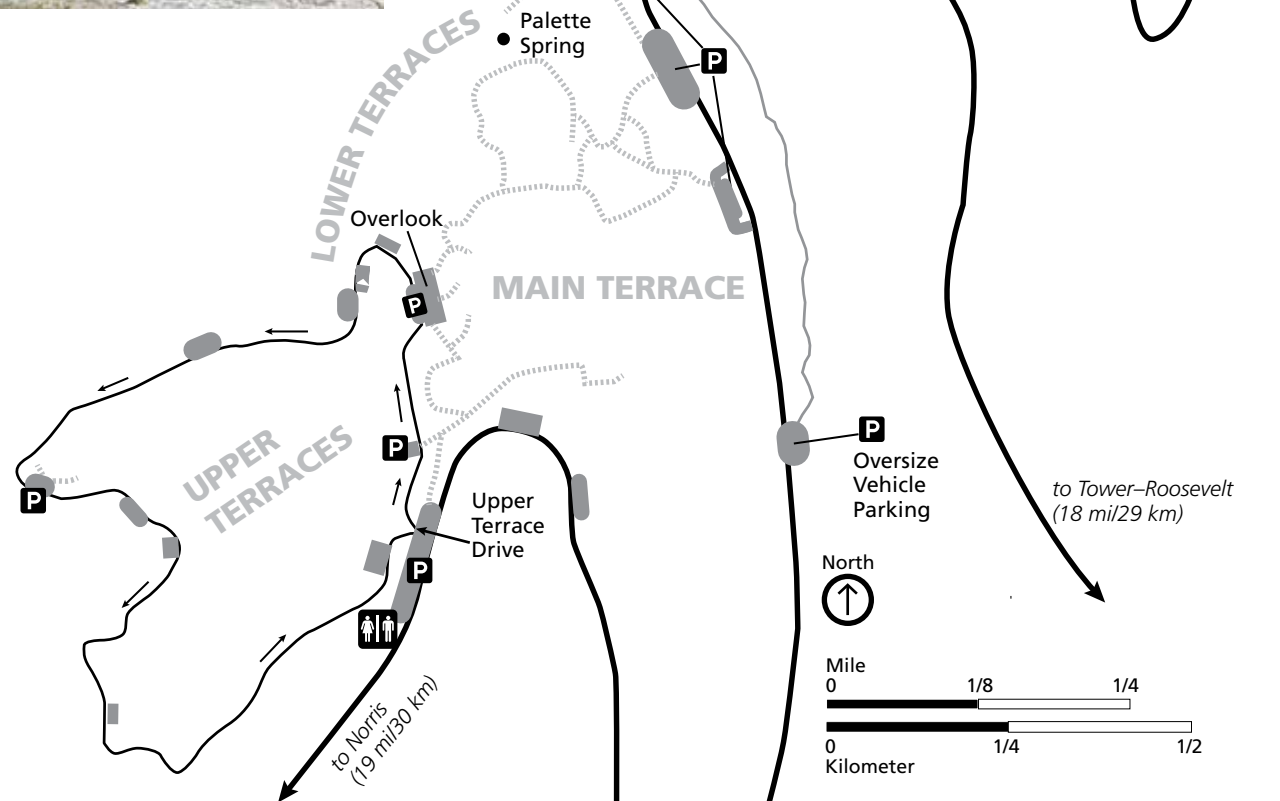 Palette
Spring
LOWER TERRACES
P
Overlook
P
MAIN TERRACE
UPPER
TERRACES
P
P
Upper
Terrace
Drive
P
P
Oversize
Vehicle
Parking
to Tower–Roosevelt
(18 mi/29 km)
North
to Norris
(19 mi/30 km)
Mile
0 1/8 1/4
0 1/4 1/2
Kilometer